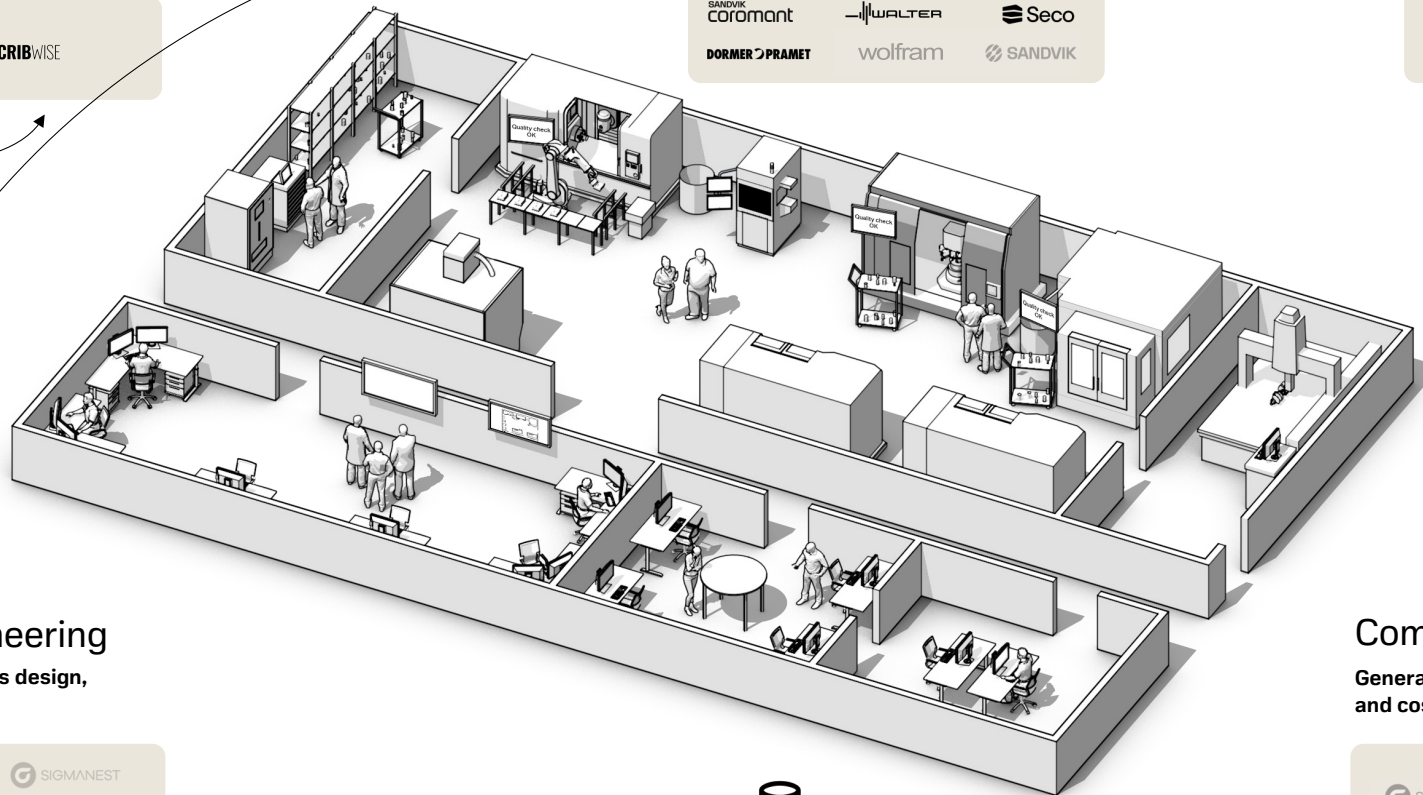 CRIBWISE
SANDVIK
coromant
WALTER
Seco
DORMER PRAMET
wolfram
SANDVIK
Quality check
OK
Quality check
OK
Quality check
OK
neering
s design,
Com
Genera
and cos
SIGMANEST